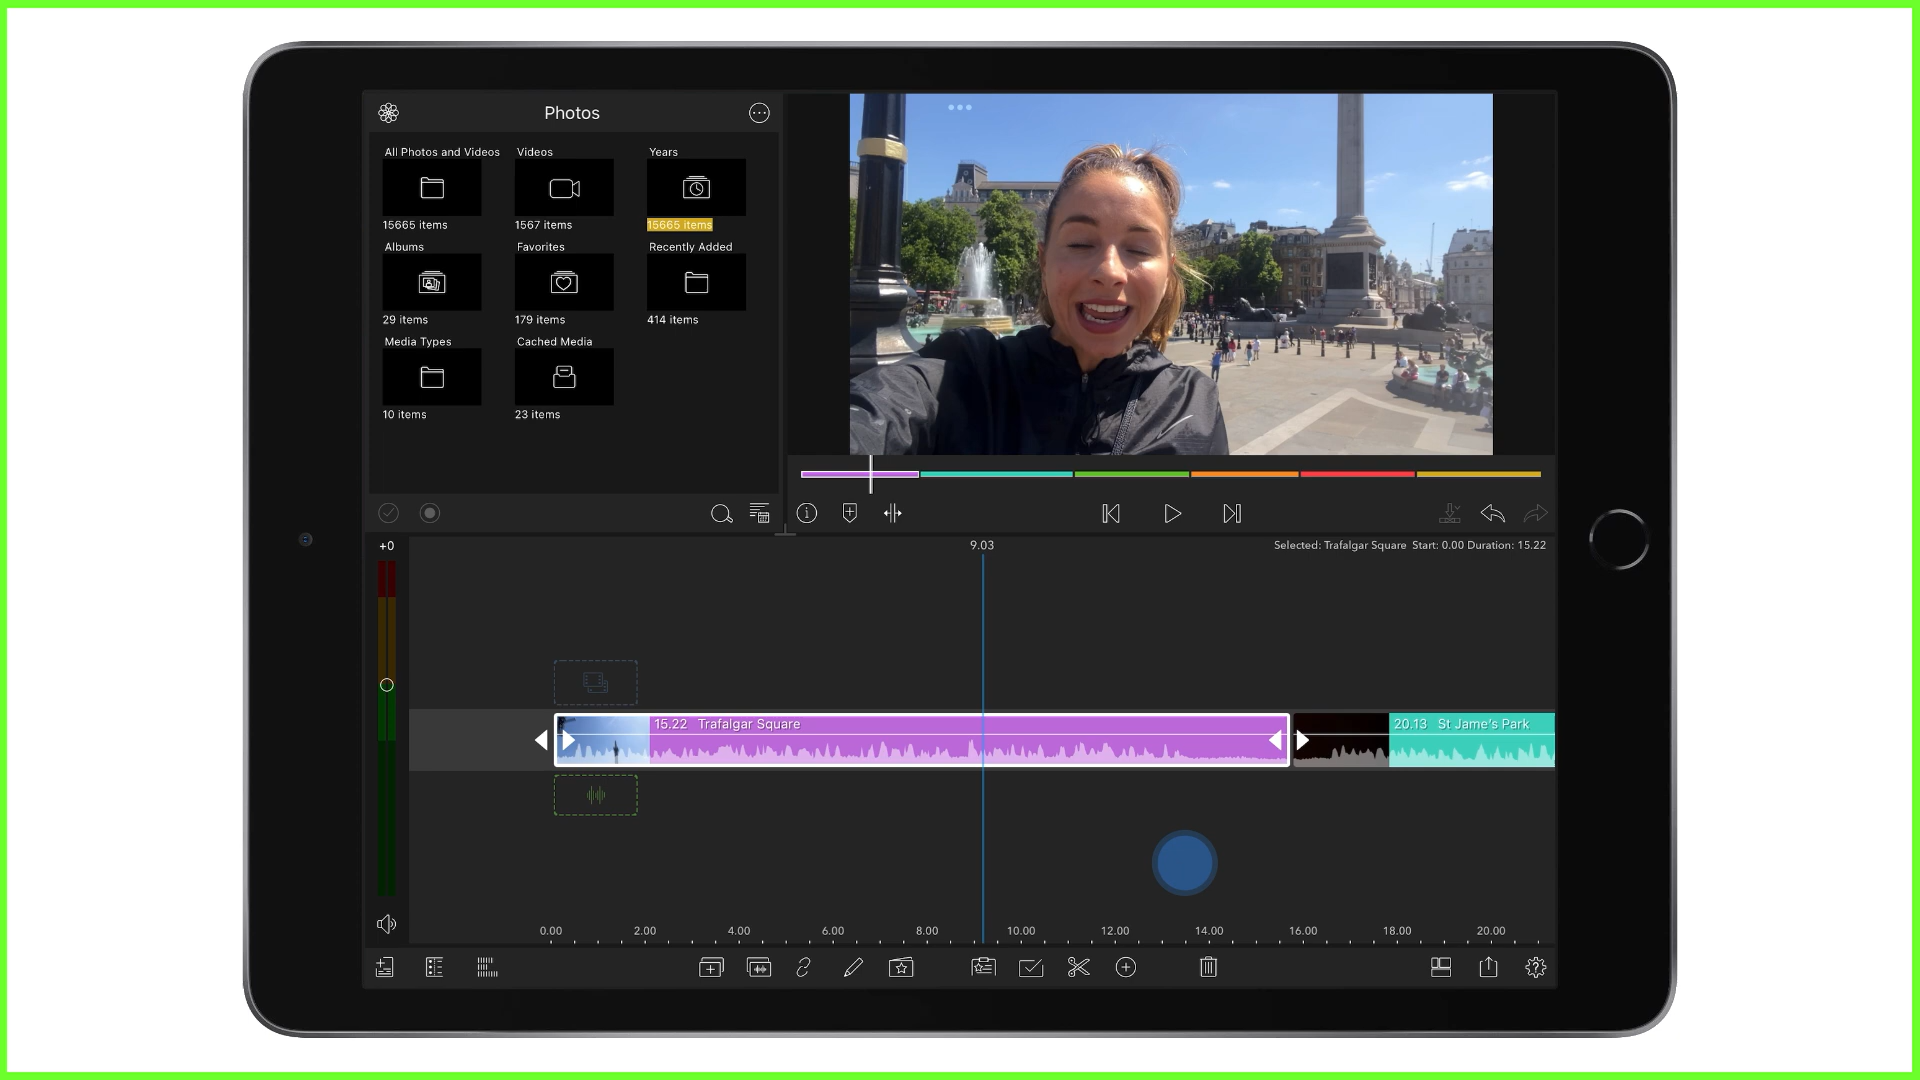 Photos
All Photos and Videos
Videos
Years
15665 items
1567 items
15665 items
Albums
Favorites
Recently Added
29 items
179 items
414 items
Media Types
Cached Media
10 items
23 items
+0
9.03
Selected: Trafalgar Square Start: 0.00 Duration: 15.22
15.22 Trafalgar Square
20.13 St Jame's Park
0.00 2.00 4.00 6.00 8.00 10.00 12.00 14.00 16.00 18.00 20.00